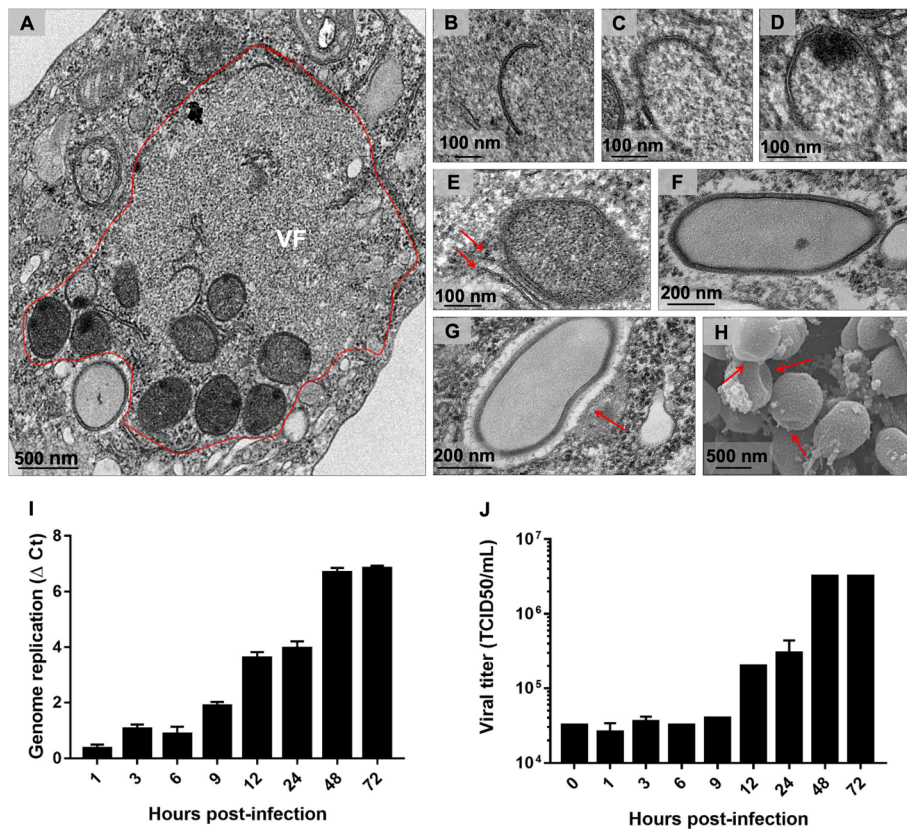 A
VF
500 nm
B
100 nm
C
100 nm
D
100 nm
E
100 nm
F
200 nm
G
200 nm
H
500 nm
I
Genome replication (Δ Ct)
8
6
4
2
0
1 3 6 9 12 24 48 72
Hours post-infection
J
Viral titer (TCID50/mL)
10⁷
10⁶
10⁵
10⁴
0 1 3 6 9 12 24 48 72
Hours post-infection